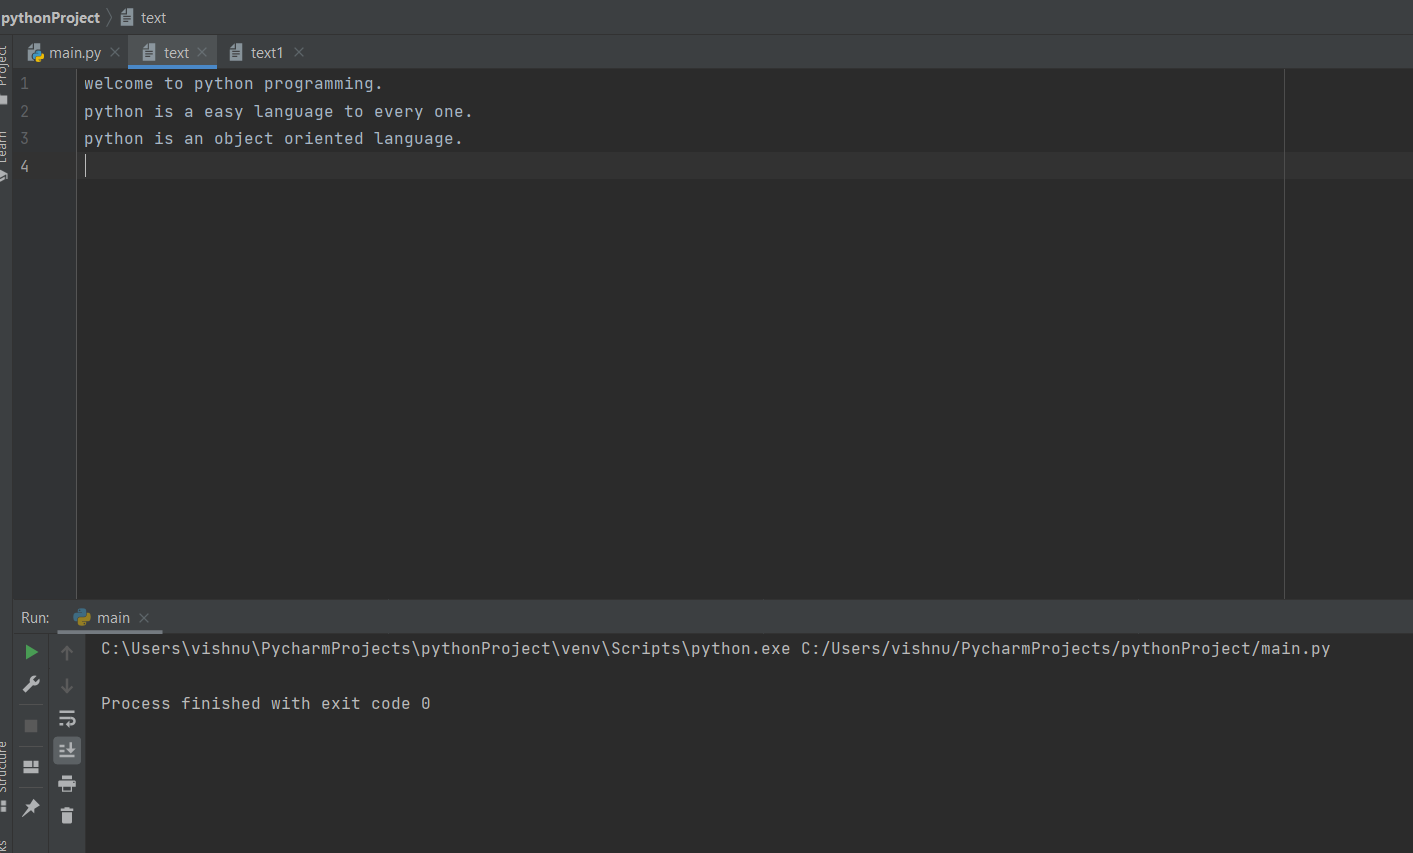 pythonProject text
Project
Learn
main.py text text1
1 welcome to python programming.
2 python is a easy language to every one.
3 python is an object oriented language.
4
Run: main
C:\Users\vishnu\PycharmProjects\pythonProject\venv\Scripts\python.exe C:/Users/vishnu/PycharmProjects/pythonProject/main.py
Process finished with exit code 0
Structure